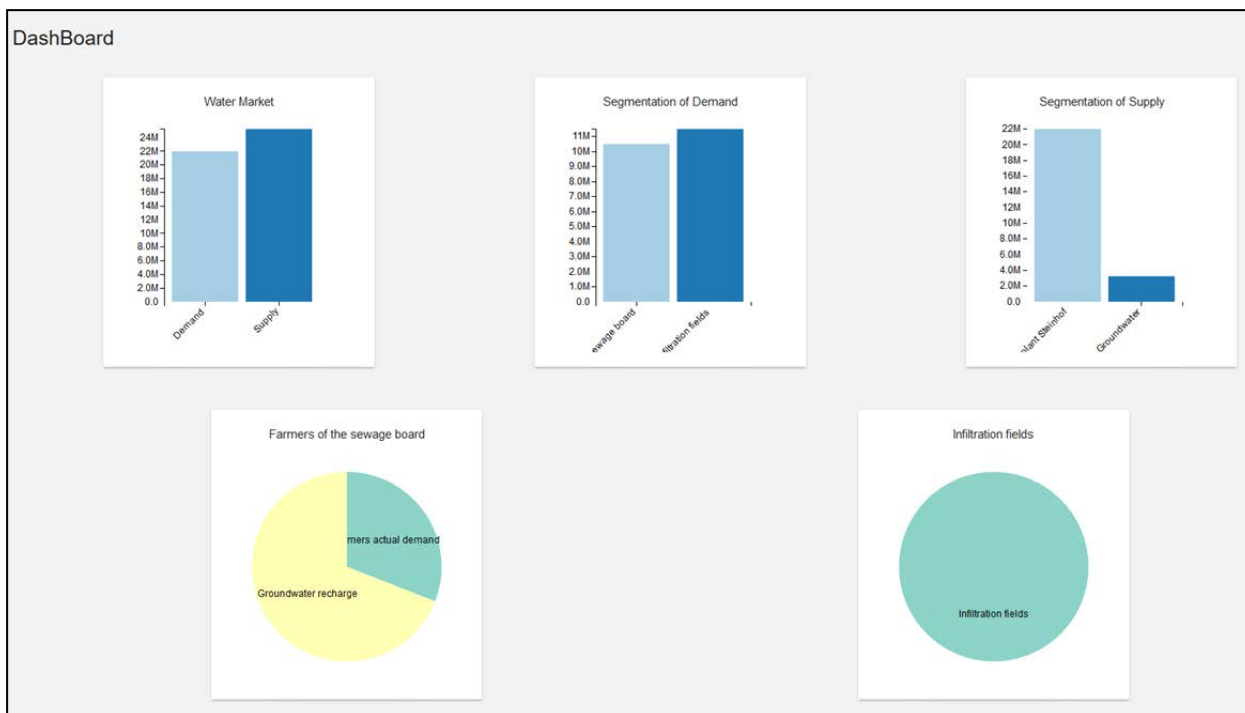 DashBoard
Water Market
24M
22M
20M
18M
16M
14M
12M
10M
8.0M
6.0M
4.0M
2.0M
0.0
Demand
Supply
Segmentation of Demand
11M
10M
9.0M
8.0M
7.0M
6.0M
5.0M
4.0M
3.0M
2.0M
1.0M
0.0
ewage board
filtration fields
Segmentation of Supply
22M
20M
18M
16M
14M
12M
10M
8.0M
6.0M
4.0M
2.0M
0.0
plant Steinhof
Groundwater
Farmers of the sewage board
mers actual demand
Groundwater recharge
Infiltration fields
Infiltration fields